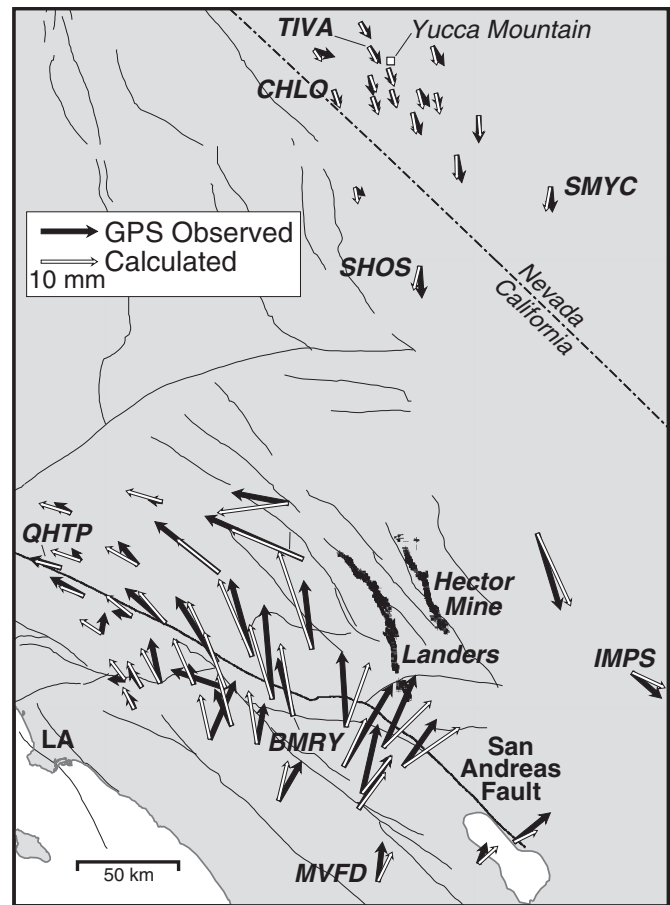 TIVA
Yucca Mountain
CHLO
SMYC
GPS Observed
Calculated
10 mm
SHOS
Nevada
California
QHTP
Hector
Mine
Landers
IMPS
BMRY
LA
San
Andreas
Fault
50 km
MVFD